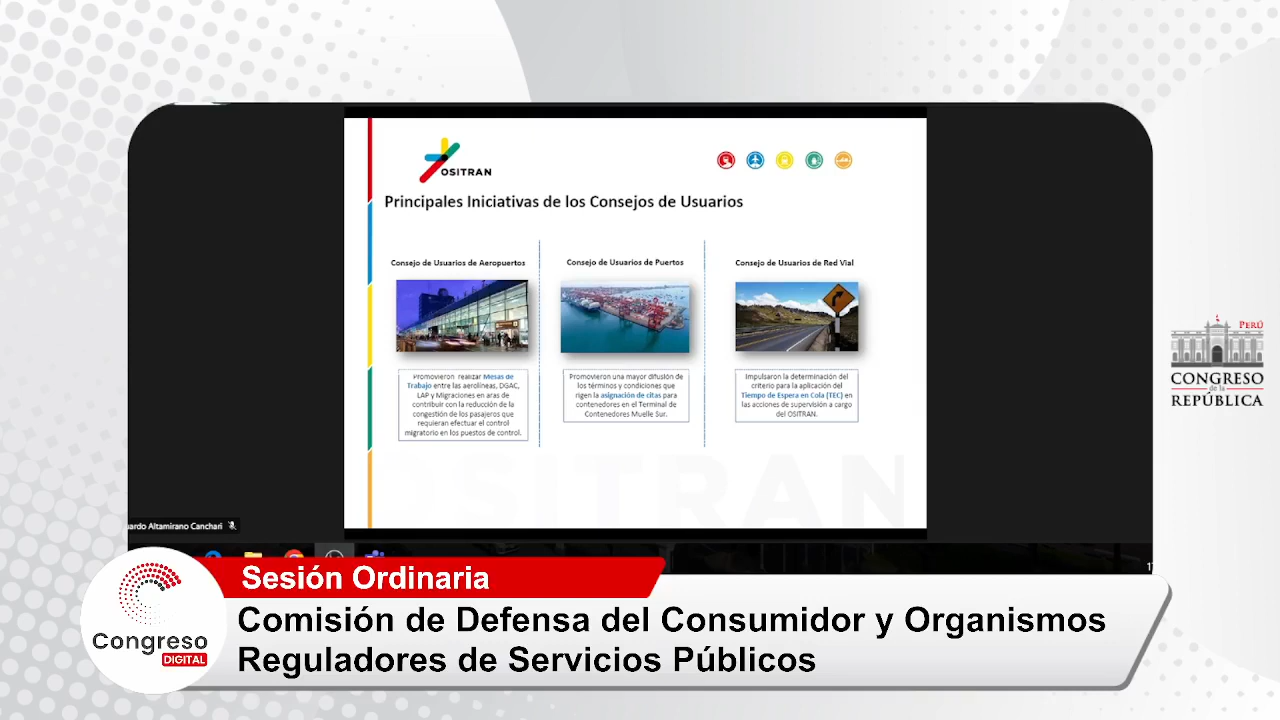 OSITRAN
Principales Iniciativas de los Consejos de Usuarios
Consejo de Usuarios de Aeropuertos
Promovieron realizar Mesas de
Trabajo entre las aerolíneas, DGAC,
LAP y Migraciones en aras de
contribuir con la reducción de la
congestión de los pasajeros que
requieran efectuar el control
migratorio en los puestos de control.
Consejo de Usuarios de Puertos
Promovieron una mayor difusión de
los términos y condiciones que
rigen la asignación de citas para
contenedores en el Terminal de
Contenedores Muelle Sur.
Consejo de Usuarios de Red Vial
Impulsaron la determinación del
criterio para la aplicación del
Tiempo de Espera en Cola (TEC) en
las acciones de supervisión a cargo
del OSITRAN.
OSITRAN
uardo Altamirano Canchari
PERÚ
CONGRESO
de la
REPÚBLICA
Sesión Ordinaria
Comisión de Defensa del Consumidor y Organismos
Reguladores de Servicios Públicos
Congreso
DIGITAL